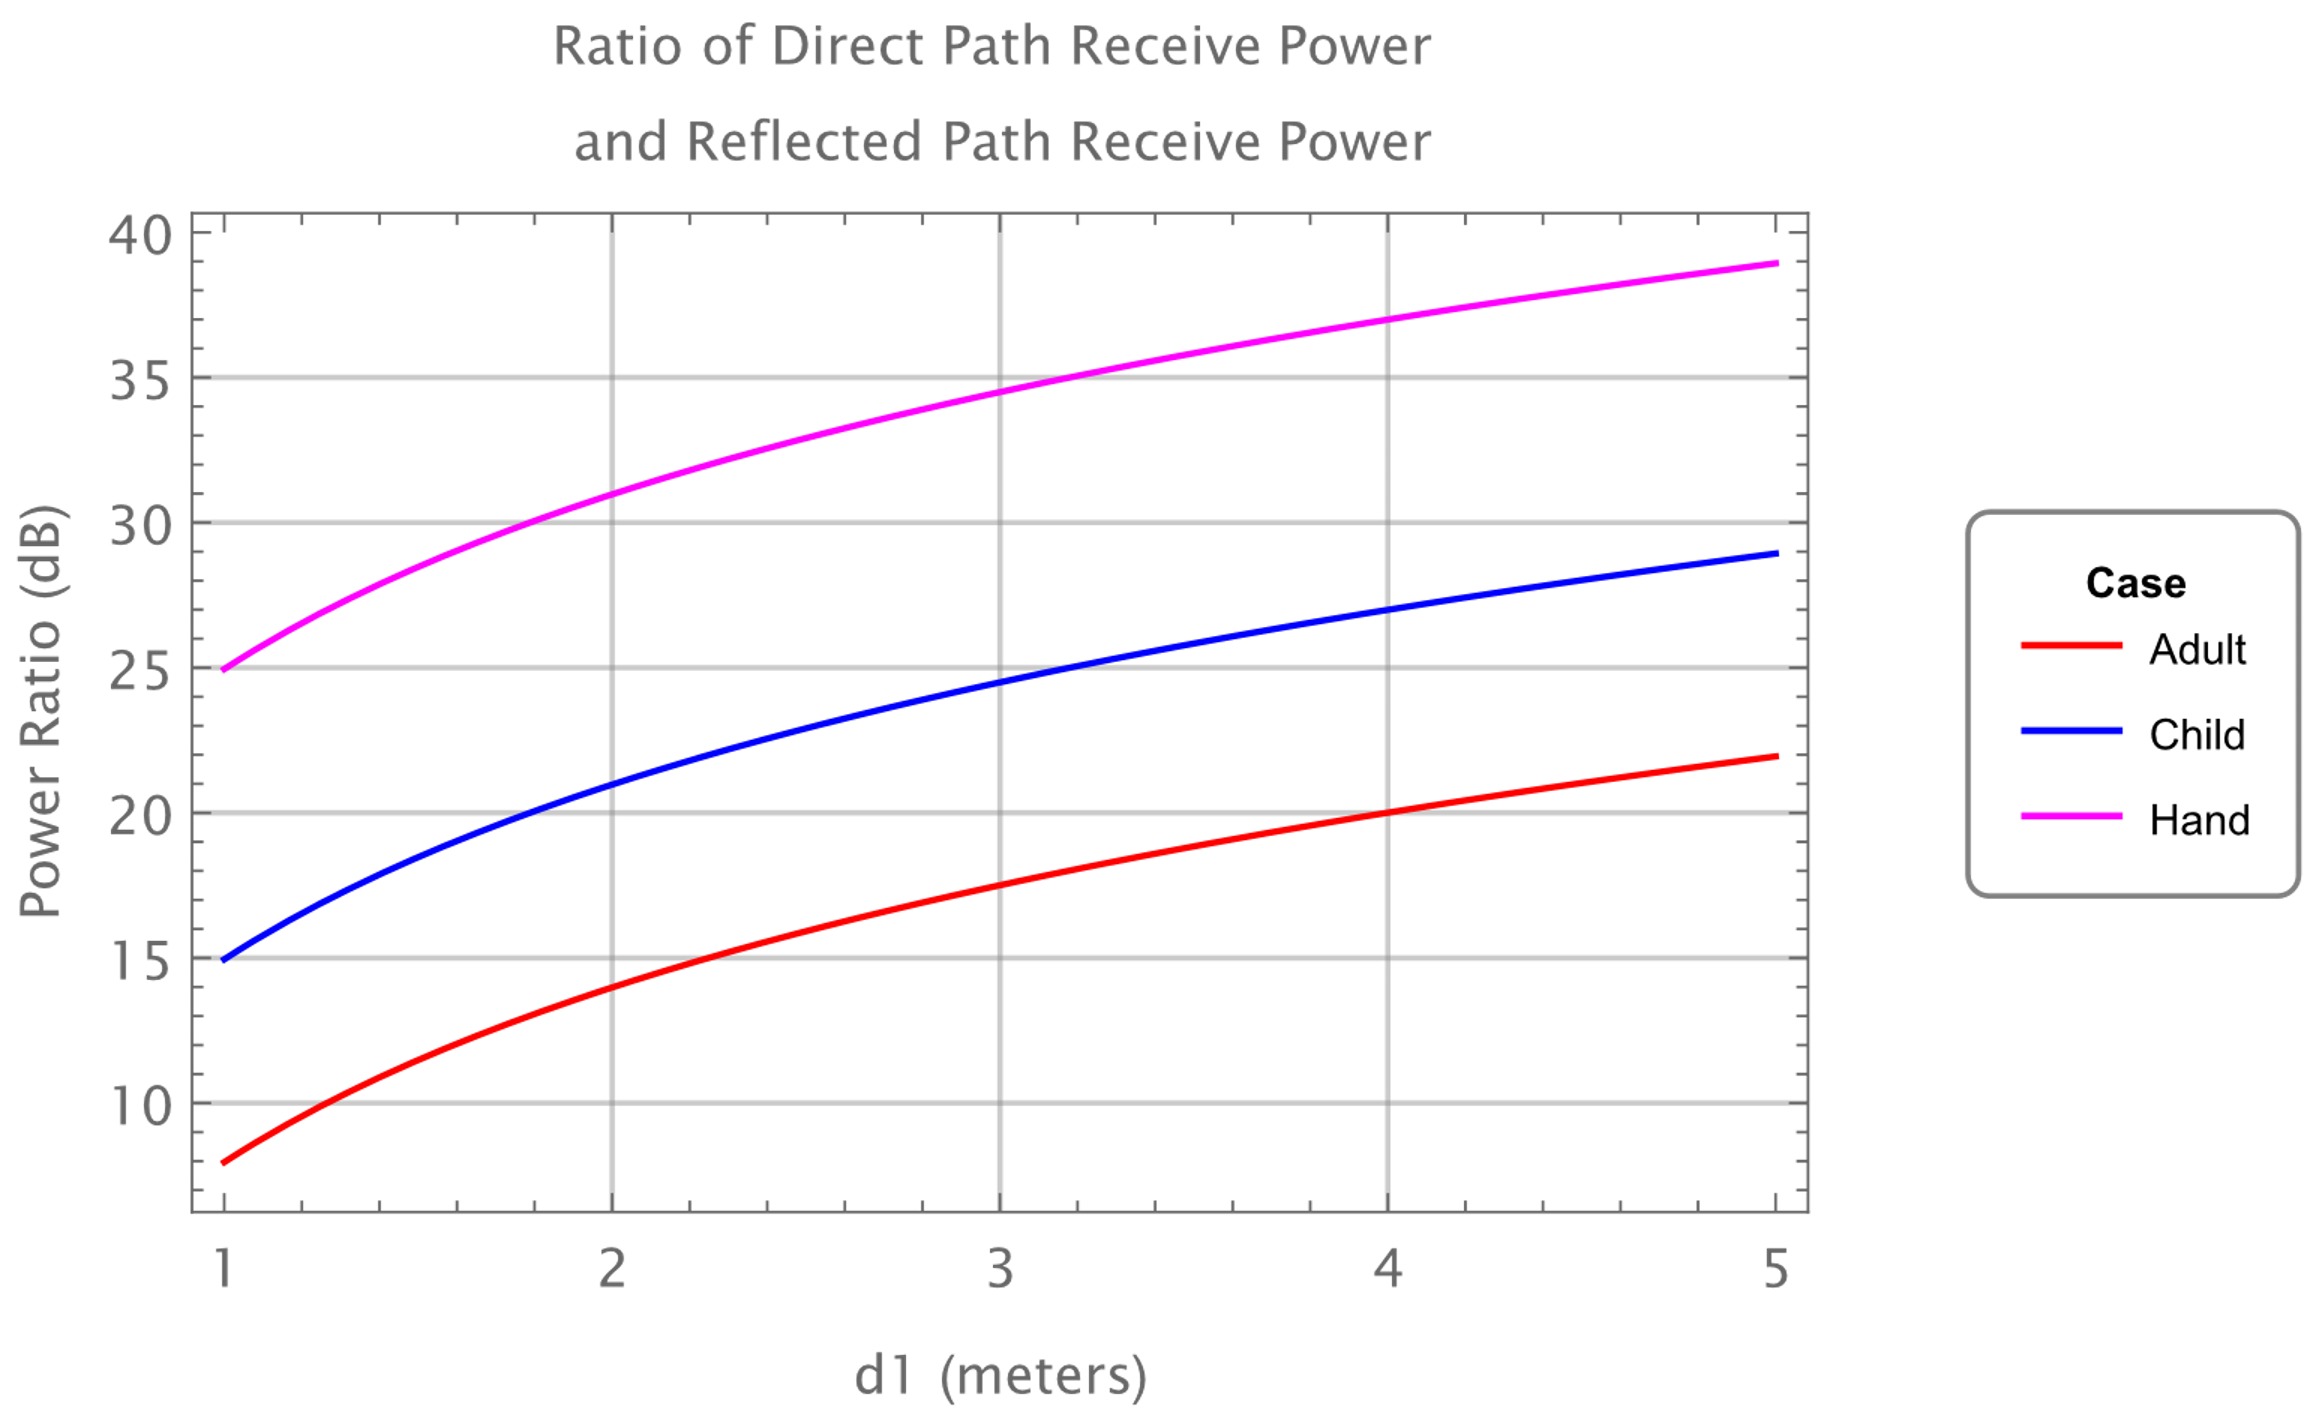 Ratio of Direct Path Receive Power
and Reflected Path Receive Power
40
35
30
25
20
15
10
Power Ratio (dB)
1 2 3 4 5
d1 (meters)
Case
Adult
Child
Hand